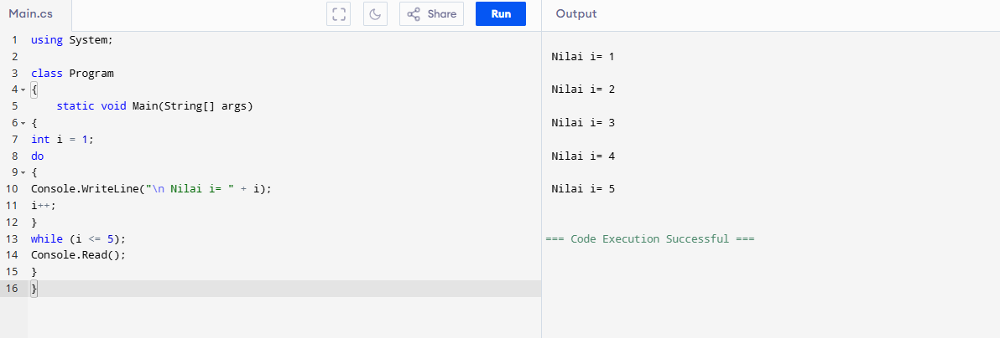 Main.cs
Share
Run
Output
1 using System;
2
3 class Program
4 {
5     static void Main(String[] args)
6 {
7 int i = 1;
8 do
9 {
10 Console.WriteLine("\n Nilai i= " + i);
11 i++;
12 }
13 while (i <= 5);
14 Console.Read();
15 }
16 }
Nilai i= 1
Nilai i= 2
Nilai i= 3
Nilai i= 4
Nilai i= 5
=== Code Execution Successful ===